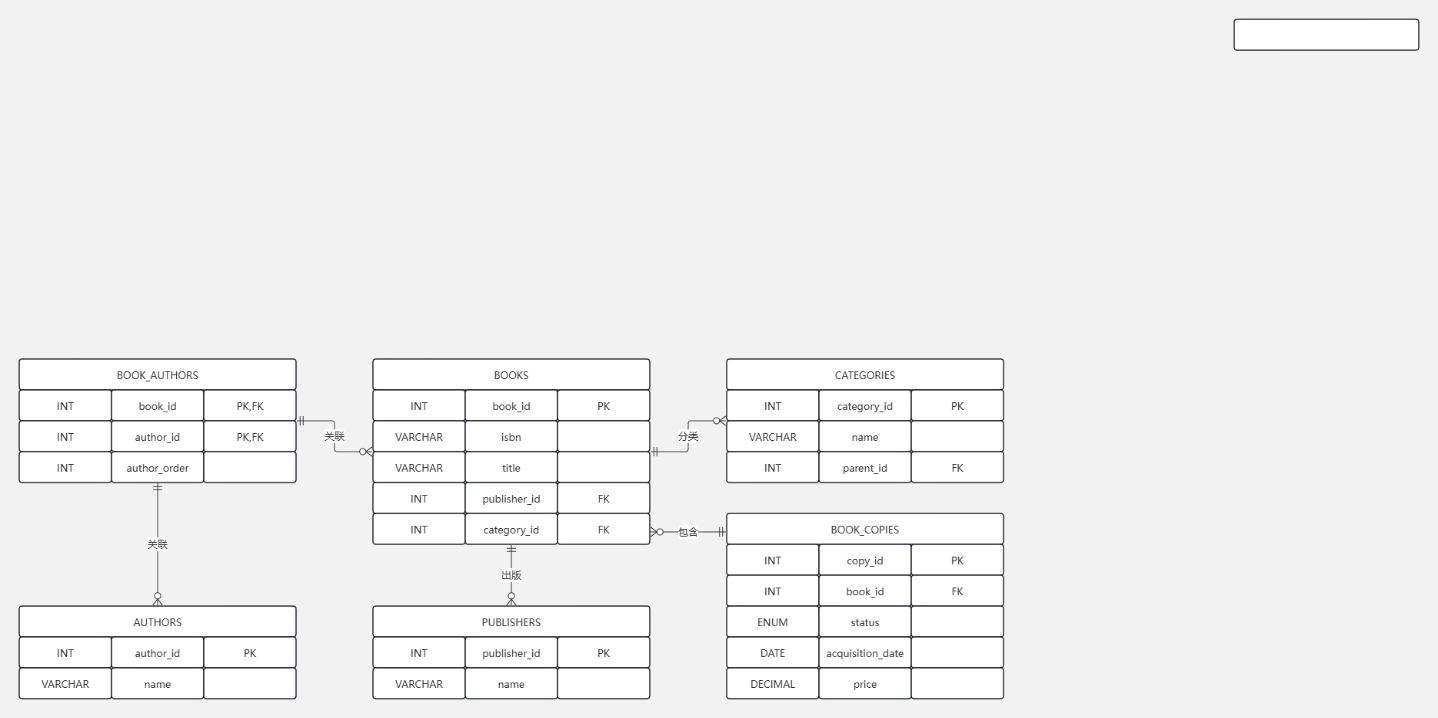 BOOK_AUTHORS
INT book_id PK,FK
INT author_id PK,FK
INT author_order
关联
关联
BOOKS
INT book_id PK
VARCHAR isbn
VARCHAR title
INT publisher_id FK
INT category_id FK
分类
CATEGORIES
INT category_id PK
VARCHAR name
INT parent_id FK
包含
出版
BOOK_COPIES
INT copy_id PK
INT book_id FK
ENUM status
DATE acquisition_date
DECIMAL price
AUTHORS
INT author_id PK
VARCHAR name
PUBLISHERS
INT publisher_id PK
VARCHAR name